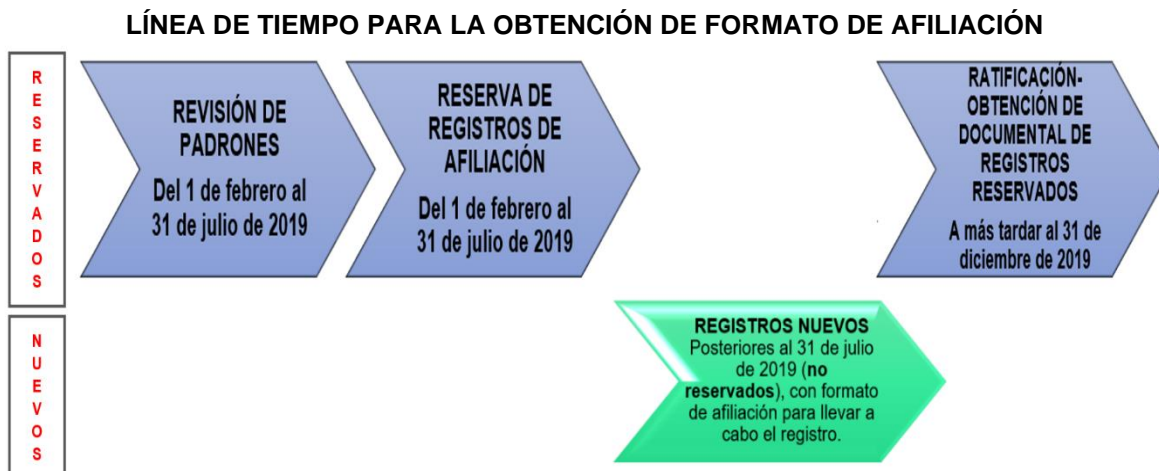 LÍNEA DE TIEMPO PARA LA OBTENCIÓN DE FORMATO DE AFILIACIÓN
RESERVADOS
REVISIÓN DE
PADRONES
Del 1 de febrero al
31 de julio de 2019
RESERVA DE
REGISTROS DE
AFILIACIÓN
Del 1 de febrero al
31 de julio de 2019
RATIFICACIÓN-
OBTENCIÓN DE
DOCUMENTAL DE
REGISTROS
RESERVADOS
A más tardar al 31 de
diciembre de 2019
NUEVOS
REGISTROS NUEVOS
Posteriores al 31 de julio
de 2019 (no
reservados), con formato
de afiliación para llevar a
cabo el registro.